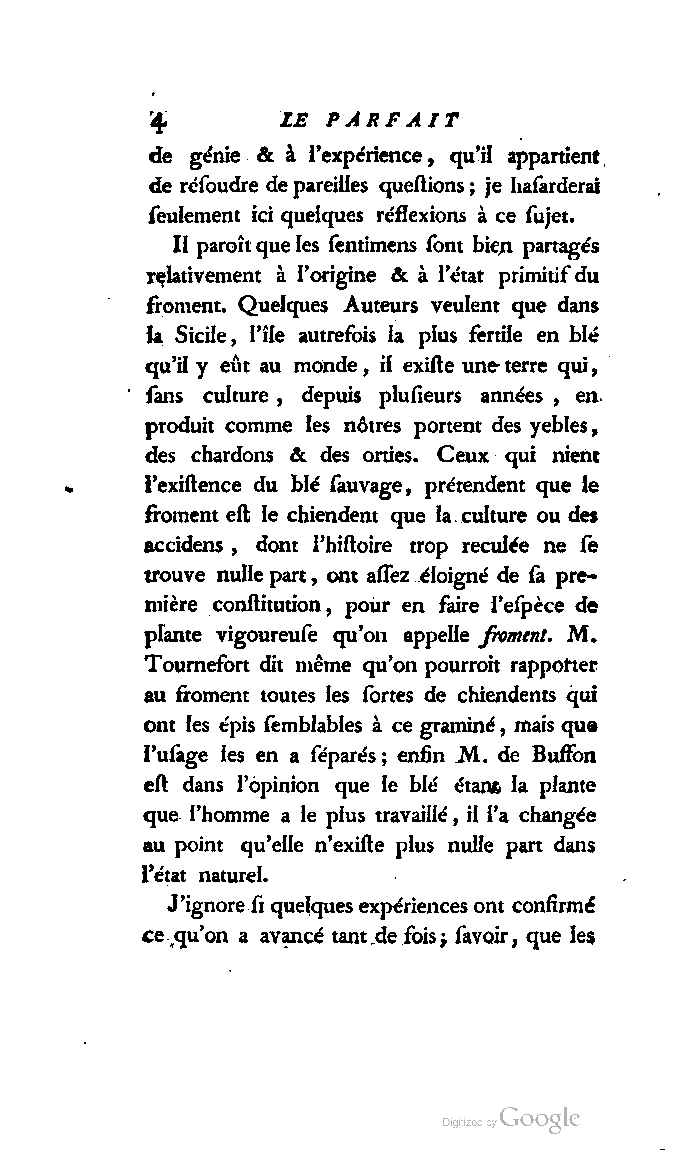 4 LE PARFAIT
de génie & à l'expérience, qu'il appartient
de réſoudre de pareilles queſtions ; je haſarderai
ſeulement ici quelques réflexions à ce ſujet.
Il paroît que les ſentimens ſont bien partagés
relativement à l'origine & à l'état primitif du
froment. Quelques Auteurs veulent que dans
la Sicile, l'île autrefois la plus fertile en blé
qu'il y eût au monde, il exiſte une terre qui,
ſans culture, depuis pluſieurs années, en
produit comme les nôtres portent des yebles,
des chardons & des orties. Ceux qui nient
l'exiſtence du blé ſauvage, prétendent que le
froment eſt le chiendent que la culture ou des
accidens, dont l'hiſtoire trop reculée ne ſe
trouve nulle part, ont aſſez éloigné de ſa pre-
mière conſtitution, pour en faire l'eſpèce de
plante vigoureuſe qu'on appelle froment. M.
Tournefort dit même qu'on pourroit rapporter
au froment toutes les ſortes de chiendents qui
ont les épis ſemblables à ce graminé, mais que
l'uſage les en a ſéparés ; enfin M. de Buffon
eſt dans l'opinion que le blé étant la plante
que l'homme a le plus travaillé, il l'a changée
au point qu'elle n'exiſte plus nulle part dans
l'état naturel.
J'ignore ſi quelques expériences ont confirmé
ce qu'on a avancé tant de fois ; ſavoir, que les
Digitized by Google